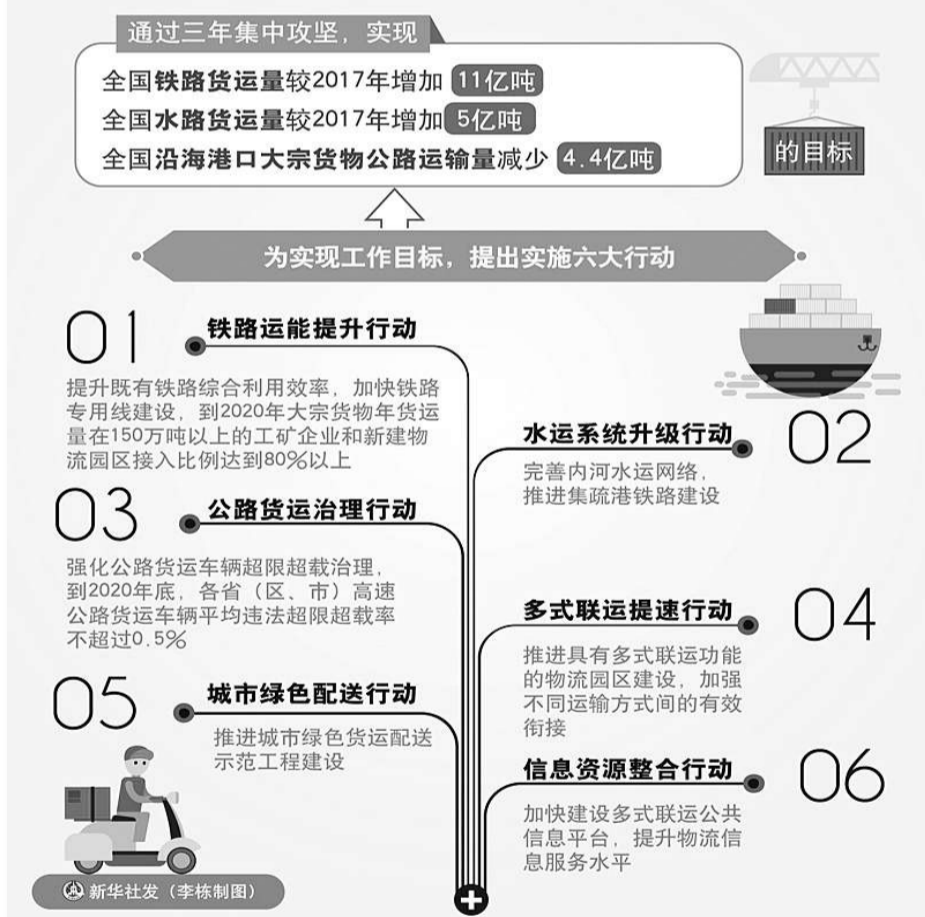 通过三年集中攻坚，实现
全国铁路货运量较2017年增加 11亿吨
全国水路货运量较2017年增加 5亿吨
全国沿海港口大宗货物公路运输量减少 4.4亿吨
的目标
为实现工作目标，提出实施六大行动
01 铁路运能提升行动
提升既有铁路综合利用效率，加快铁路
专用线建设，到2020年大宗货物年货运
量在150万吨以上的工矿企业和新建物
流园区接入比例达到80%以上
水运系统升级行动 02
完善内河水运网络，
推进集疏港铁路建设
03 公路货运治理行动
强化公路货运车辆超限超载治理，
到2020年底，各省（区、市）高速
公路货运车辆平均违法超限超载率
不超过0.5%
多式联运提速行动 04
推进具有多式联运功能
的物流园区建设，加强
不同运输方式间的有效
衔接
05 城市绿色配送行动
推进城市绿色货运配送
示范工程建设
信息资源整合行动 06
加快建设多式联运公共
信息平台，提升物流信
息服务水平
新华社发（李栋制图）